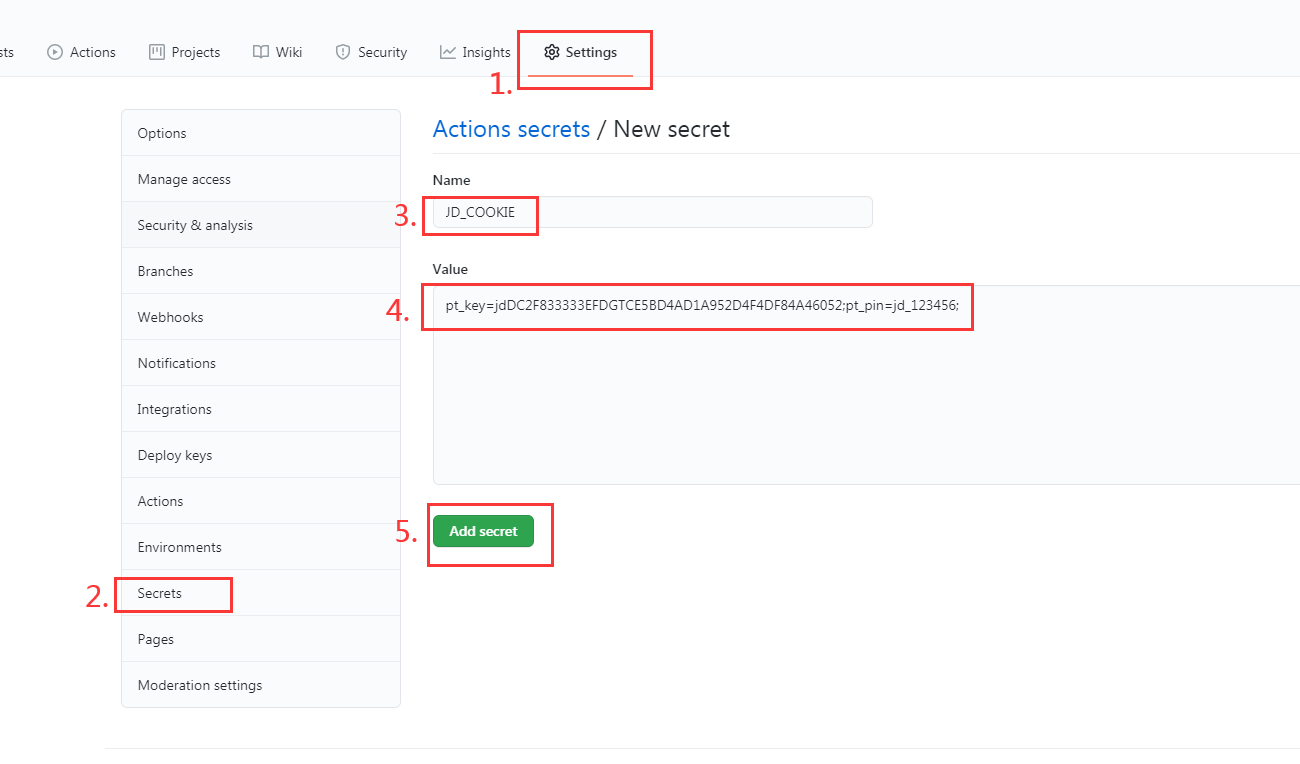 sts Actions Projects Wiki Security Insights Settings
1.
Options
Manage access
Security & analysis
Branches
Webhooks
Notifications
Integrations
Deploy keys
Actions
Environments
2. Secrets
Pages
Moderation settings
Actions secrets / New secret
Name
3. JD_COOKIE
Value
4. pt_key=jdDC2F833333EFDGTCE5BD4AD1A952D4F4DF84A46052;pt_pin=jd_123456;
5. Add secret